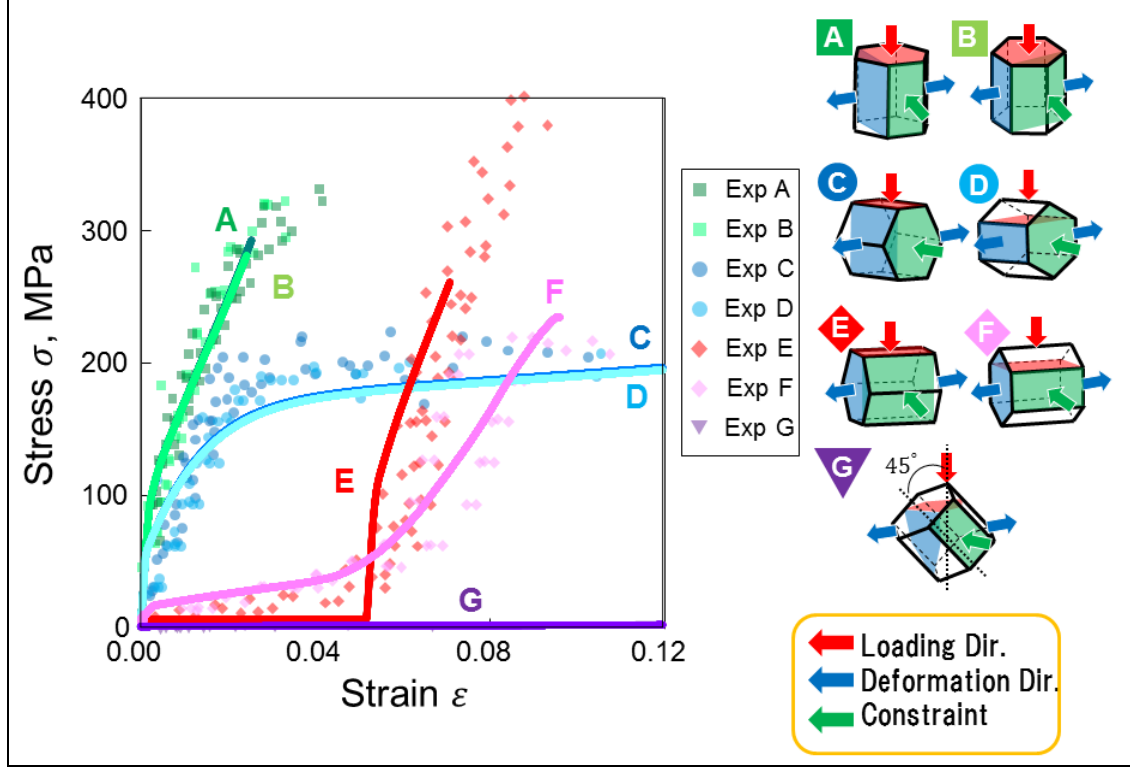 A
B
400
300
200
100
0
0.00
0.04
0.08
0.12
Stress σ, MPa
Strain ε
A
B
C
D
E
F
G
Exp A
Exp B
Exp C
Exp D
Exp E
Exp F
Exp G
C
D
E
F
G
45°
Loading Dir.
Deformation Dir.
Constraint